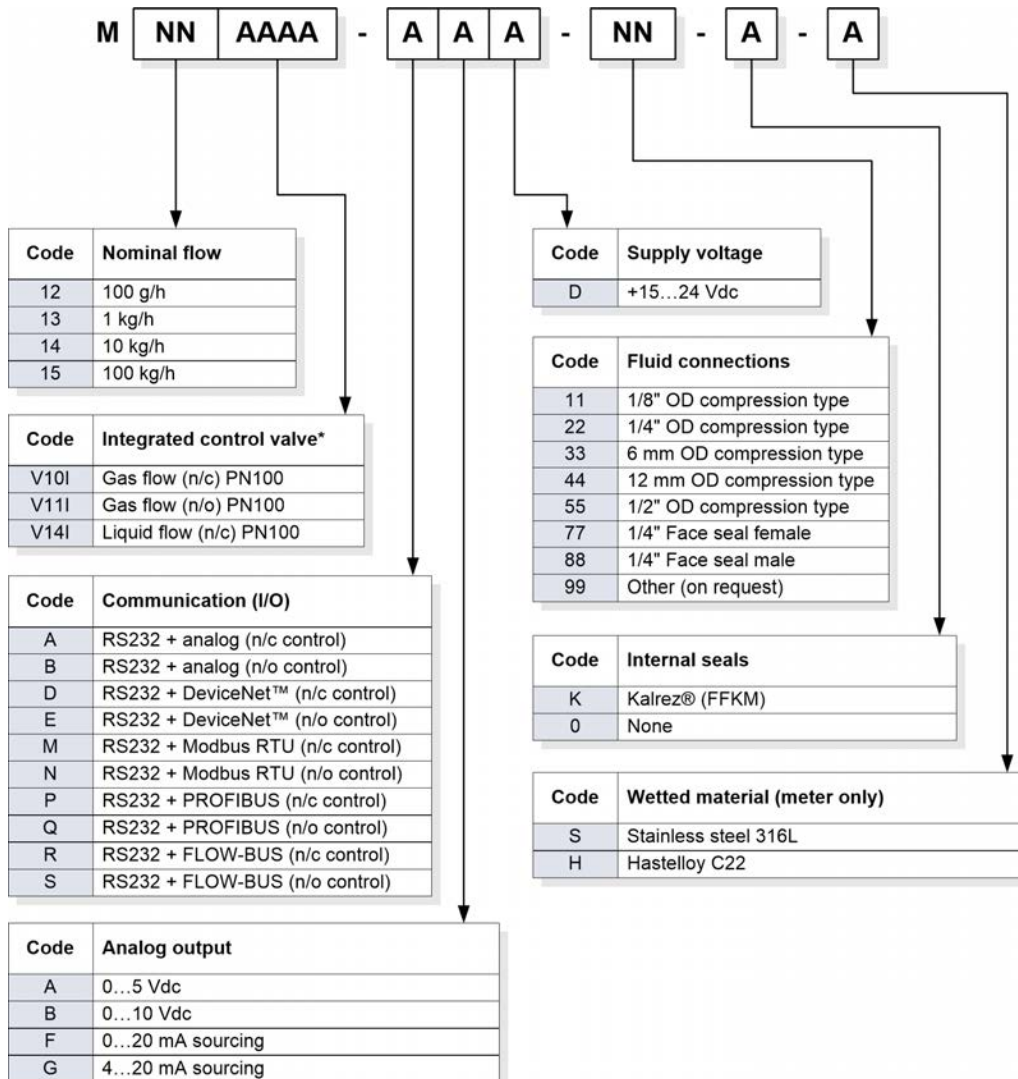 M NN AAAA - A A A - NN - A - A
Code Nominal flow
12 100 g/h
13 1 kg/h
14 10 kg/h
15 100 kg/h
Code Integrated control valve*
V10I Gas flow (n/c) PN100
V11I Gas flow (n/o) PN100
V14I Liquid flow (n/c) PN100
Code Communication (I/O)
A RS232 + analog (n/c control)
B RS232 + analog (n/o control)
D RS232 + DeviceNet™ (n/c control)
E RS232 + DeviceNet™ (n/o control)
M RS232 + Modbus RTU (n/c control)
N RS232 + Modbus RTU (n/o control)
P RS232 + PROFIBUS (n/c control)
Q RS232 + PROFIBUS (n/o control)
R RS232 + FLOW-BUS (n/c control)
S RS232 + FLOW-BUS (n/o control)
Code Analog output
A 0…5 Vdc
B 0…10 Vdc
F 0…20 mA sourcing
G 4…20 mA sourcing
Code Supply voltage
D +15…24 Vdc
Code Fluid connections
11 1/8" OD compression type
22 1/4" OD compression type
33 6 mm OD compression type
44 12 mm OD compression type
55 1/2" OD compression type
77 1/4" Face seal female
88 1/4" Face seal male
99 Other (on request)
Code Internal seals
K Kalrez® (FFKM)
0 None
Code Wetted material (meter only)
S Stainless steel 316L
H Hastelloy C22